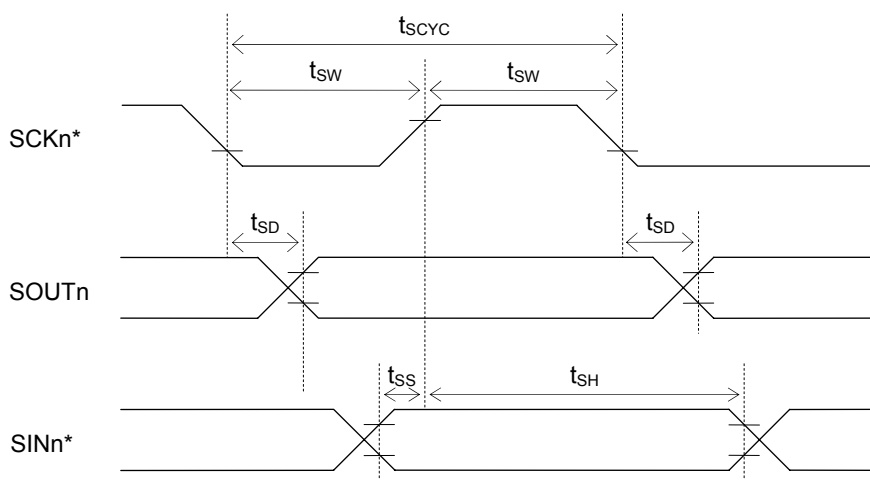 tSCYC
tSW tSW
SCKn*
tSD tSD
SOUTn
tSS tSH
SINn*